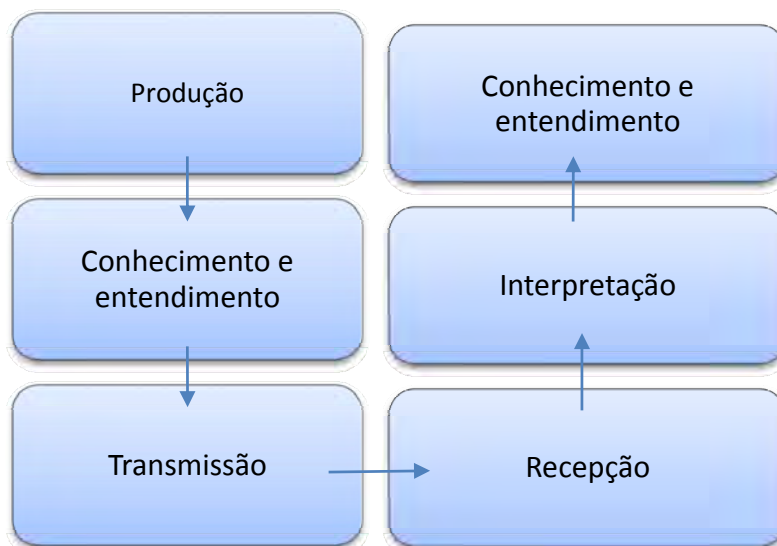 Produção
Conhecimento e
entendimento
Transmissão
Recepção
Interpretação
Conhecimento e
entendimento